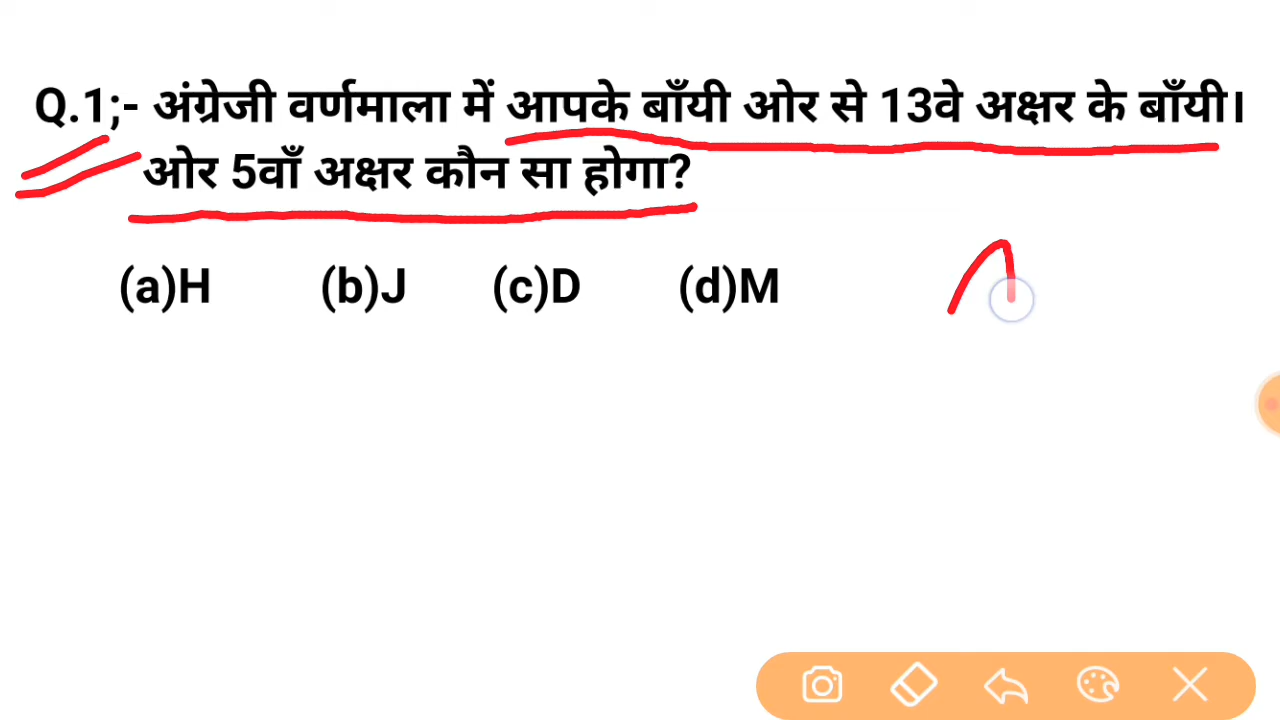 Q.1;- अंग्रेजी वर्णमाला में आपके बाँयी ओर से 13वे अक्षर के बाँयी।
ओर 5वाँ अक्षर कौन सा होगा?
(a)H (b)J (c)D (d)M